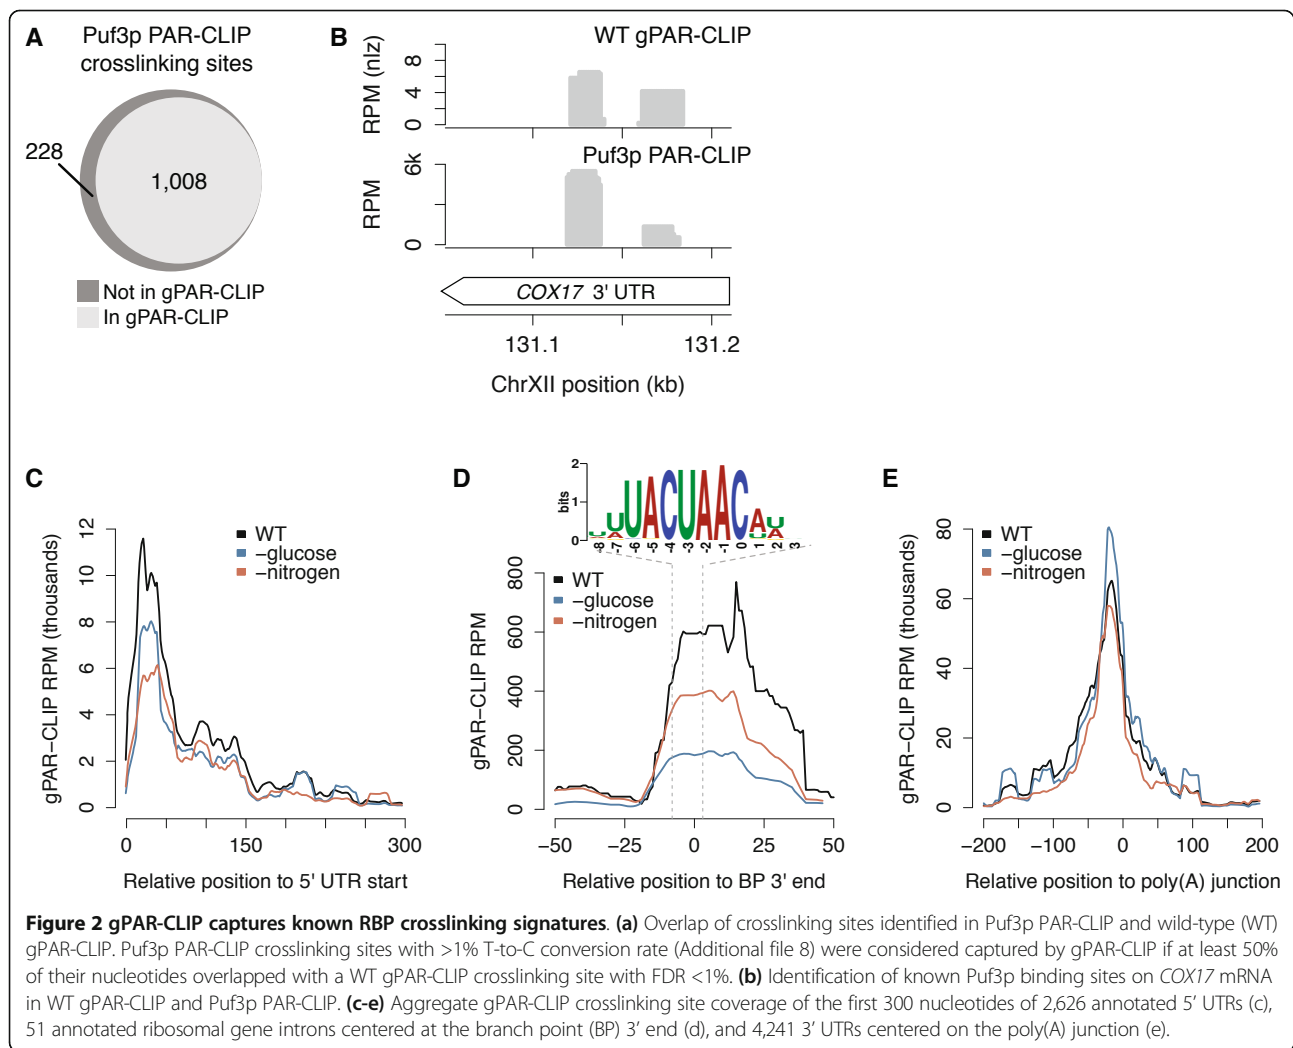 A
Puf3p PAR-CLIP
crosslinking sites
228
1,008
Not in gPAR-CLIP
In gPAR-CLIP
B
WT gPAR-CLIP
RPM (nlz)
8
4
0
Puf3p PAR-CLIP
RPM
6k
0
COX17 3' UTR
131.1 131.2
ChrXII position (kb)
C
gPAR−CLIP RPM (thousands)
12
10
8
6
4
2
0
WT
−glucose
−nitrogen
0 150 300
Relative position to 5' UTR start
D
bits
2
1
0
UACUAAC
-8 -7 -6 -5 -4 -3 -2 -1 0 1 2 3
gPAR−CLIP RPM
800
600
400
200
0
WT
−glucose
−nitrogen
−50 −25 0 25 50
Relative position to BP 3' end
E
gPAR−CLIP RPM (thousands)
80
60
40
20
0
WT
−glucose
−nitrogen
−200 −100 0 100 200
Relative position to poly(A) junction
Figure 2 gPAR-CLIP captures known RBP crosslinking signatures. (a) Overlap of crosslinking sites identified in Puf3p PAR-CLIP and wild-type (WT)
gPAR-CLIP. Puf3p PAR-CLIP crosslinking sites with >1% T-to-C conversion rate (Additional file 8) were considered captured by gPAR-CLIP if at least 50%
of their nucleotides overlapped with a WT gPAR-CLIP crosslinking site with FDR <1%. (b) Identification of known Puf3p binding sites on COX17 mRNA
in WT gPAR-CLIP and Puf3p PAR-CLIP. (c-e) Aggregate gPAR-CLIP crosslinking site coverage of the first 300 nucleotides of 2,626 annotated 5' UTRs (c),
51 annotated ribosomal gene introns centered at the branch point (BP) 3' end (d), and 4,241 3' UTRs centered on the poly(A) junction (e).